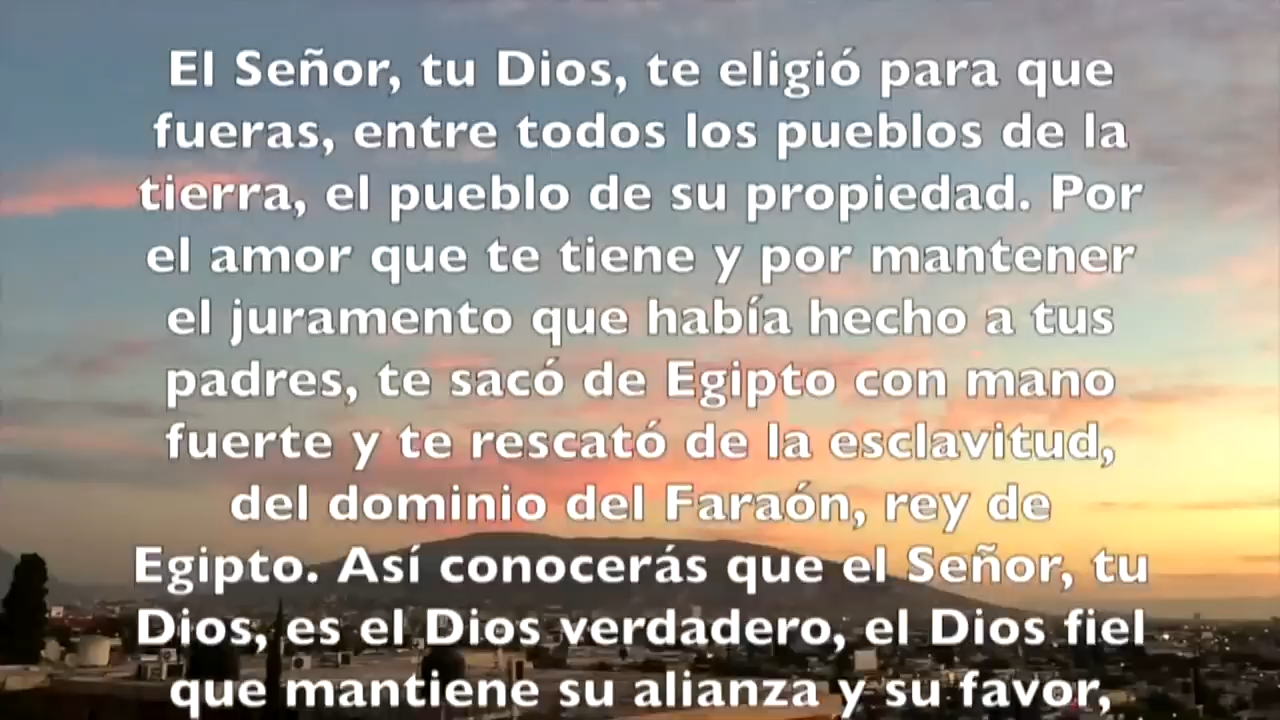 El Señor, tu Dios, te eligió para que
fueras, entre todos los pueblos de la
tierra, el pueblo de su propiedad. Por
el amor que te tiene y por mantener
el juramento que había hecho a tus
padres, te sacó de Egipto con mano
fuerte y te rescató de la esclavitud,
del dominio del Faraón, rey de
Egipto. Así conocerás que el Señor, tu
Dios, es el Dios verdadero, el Dios fiel
que mantiene su alianza y su favor,